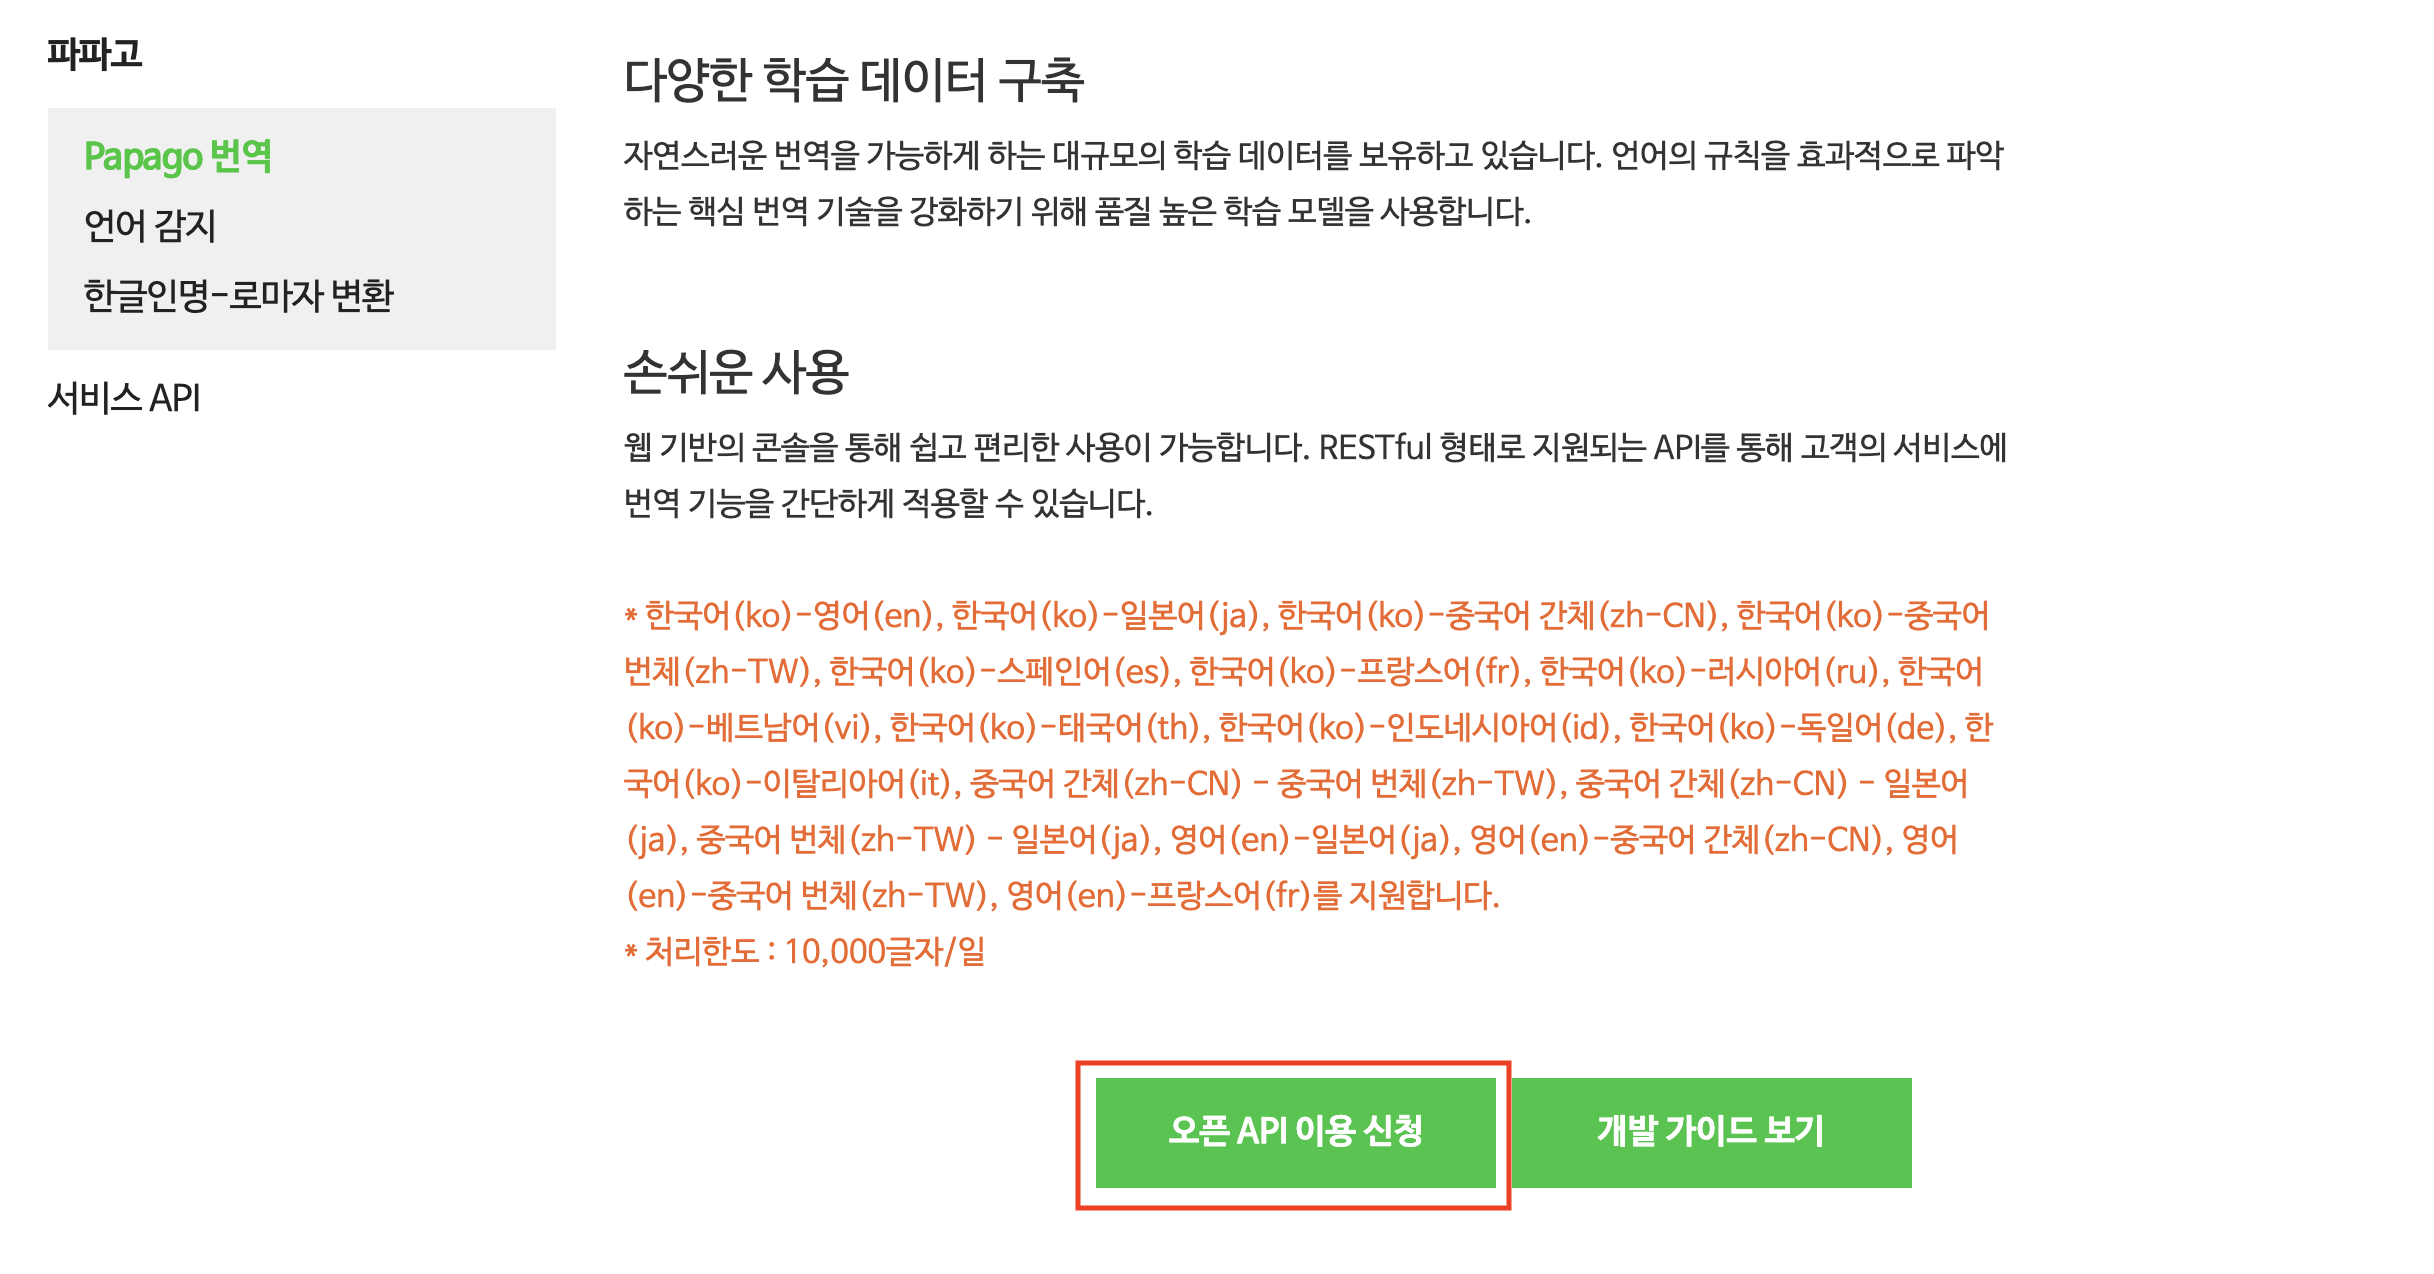 파파고
Papago 번역
언어 감지
한글인명-로마자 변환
서비스 API
다양한 학습 데이터 구축
자연스러운 번역을 가능하게 하는 대규모의 학습 데이터를 보유하고 있습니다. 언어의 규칙을 효과적으로 파악
하는 핵심 번역 기술을 강화하기 위해 품질 높은 학습 모델을 사용합니다.
손쉬운 사용
웹 기반의 콘솔을 통해 쉽고 편리한 사용이 가능합니다. RESTful 형태로 지원되는 API를 통해 고객의 서비스에
번역 기능을 간단하게 적용할 수 있습니다.
* 한국어(ko)-영어(en), 한국어(ko)-일본어(ja), 한국어(ko)-중국어 간체(zh-CN), 한국어(ko)-중국어
번체(zh-TW), 한국어(ko)-스페인어(es), 한국어(ko)-프랑스어(fr), 한국어(ko)-러시아어(ru), 한국어
(ko)-베트남어(vi), 한국어(ko)-태국어(th), 한국어(ko)-인도네시아어(id), 한국어(ko)-독일어(de), 한
국어(ko)-이탈리아어(it), 중국어 간체(zh-CN) - 중국어 번체(zh-TW), 중국어 간체(zh-CN) - 일본어
(ja), 중국어 번체(zh-TW) - 일본어(ja), 영어(en)-일본어(ja), 영어(en)-중국어 간체(zh-CN), 영어
(en)-중국어 번체(zh-TW), 영어(en)-프랑스어(fr)를 지원합니다.
* 처리한도 : 10,000글자/일
오픈 API 이용 신청
개발 가이드 보기